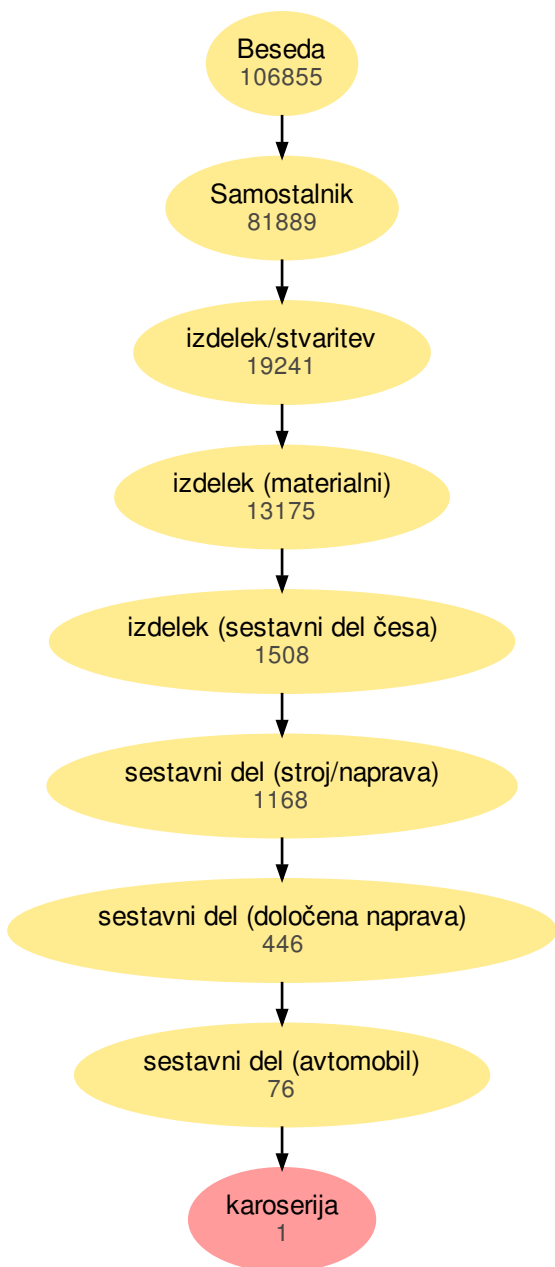 Beseda
106855
Samostalnik
81889
izdelek/stvaritev
19241
izdelek (materialni)
13175
izdelek (sestavni del česa)
1508
sestavni del (stroj/naprava)
1168
sestavni del (določena naprava)
446
sestavni del (avtomobil)
76
karoserija
1